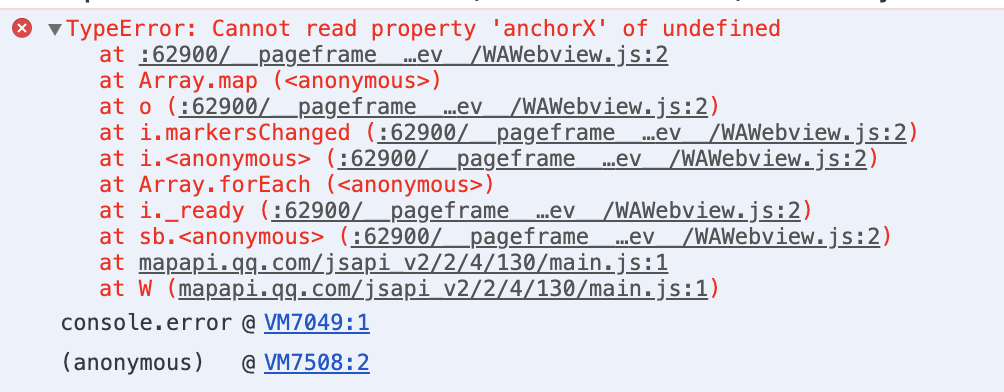 TypeError: Cannot read property 'anchorX' of undefined
at :62900/__pageframe__…ev__/WAWebview.js:2
at Array.map (<anonymous>)
at o (:62900/__pageframe__…ev__/WAWebview.js:2)
at i.markersChanged (:62900/__pageframe__…ev__/WAWebview.js:2)
at i.<anonymous> (:62900/__pageframe__…ev__/WAWebview.js:2)
at Array.forEach (<anonymous>)
at i._ready (:62900/__pageframe__…ev__/WAWebview.js:2)
at sb.<anonymous> (:62900/__pageframe__…ev__/WAWebview.js:2)
at mapapi.qq.com/jsapi_v2/2/4/130/main.js:1
at W (mapapi.qq.com/jsapi_v2/2/4/130/main.js:1)
console.error @ VM7049:1
(anonymous) @ VM7508:2